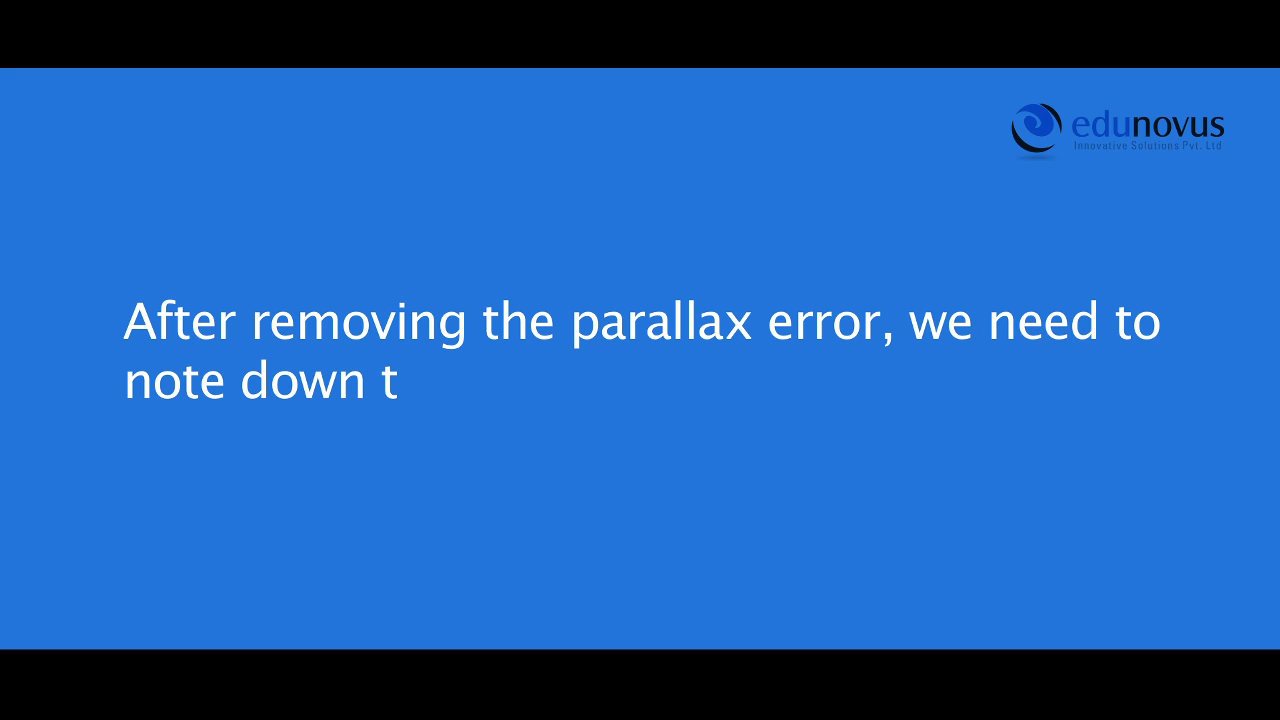 edunovus
Innovative Solutions Pvt. Ltd
After removing the parallax error, we need to
note down t